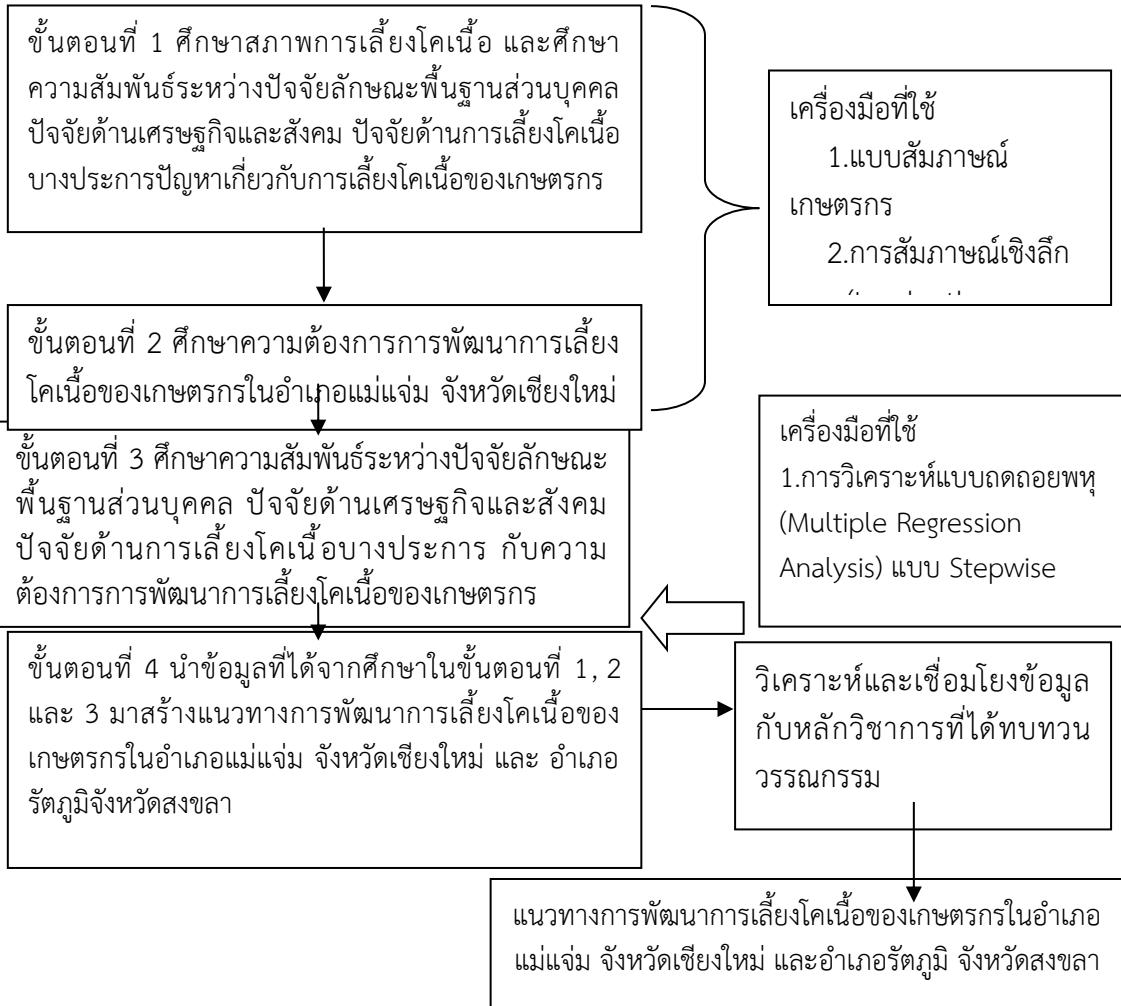 ขั้นตอนที่ 1 ศึกษาสภาพการเลี้ยงโคเนื้อ และศึกษา
ความสัมพันธ์ระหว่างปัจจัยลักษณะพื้นฐานส่วนบุคคล
ปัจจัยด้านเศรษฐกิจและสังคม ปัจจัยด้านการเลี้ยงโคเนื้อ
บางประการปัญหาเกี่ยวกับการเลี้ยงโคเนื้อของเกษตรกร
เครื่องมือที่ใช้
1.แบบสัมภาษณ์
เกษตรกร
2.การสัมภาษณ์เชิงลึก
ขั้นตอนที่ 2 ศึกษาความต้องการการพัฒนาการเลี้ยง
โคเนื้อของเกษตรกรในอำเภอแม่แจ่ม จังหวัดเชียงใหม่
ขั้นตอนที่ 3 ศึกษาความสัมพันธ์ระหว่างปัจจัยลักษณะ
พื้นฐานส่วนบุคคล ปัจจัยด้านเศรษฐกิจและสังคม
ปัจจัยด้านการเลี้ยงโคเนื้อบางประการ กับความ
ต้องการการพัฒนาการเลี้ยงโคเนื้อของเกษตรกร
เครื่องมือที่ใช้
1.การวิเคราะห์แบบถดถอยพหุ
(Multiple Regression
Analysis) แบบ Stepwise
ขั้นตอนที่ 4 นำข้อมูลที่ได้จากศึกษาในขั้นตอนที่ 1, 2
และ 3 มาสร้างแนวทางการพัฒนาการเลี้ยงโคเนื้อของ
เกษตรกรในอำเภอแม่แจ่ม จังหวัดเชียงใหม่ และ อำเภอ
รัตภูมิจังหวัดสงขลา
วิเคราะห์และเชื่อมโยงข้อมูล
กับหลักวิชาการที่ได้ทบทวน
วรรณกรรม
แนวทางการพัฒนาการเลี้ยงโคเนื้อของเกษตรกรในอำเภอ
แม่แจ่ม จังหวัดเชียงใหม่ และอำเภอรัตภูมิ จังหวัดสงขลา